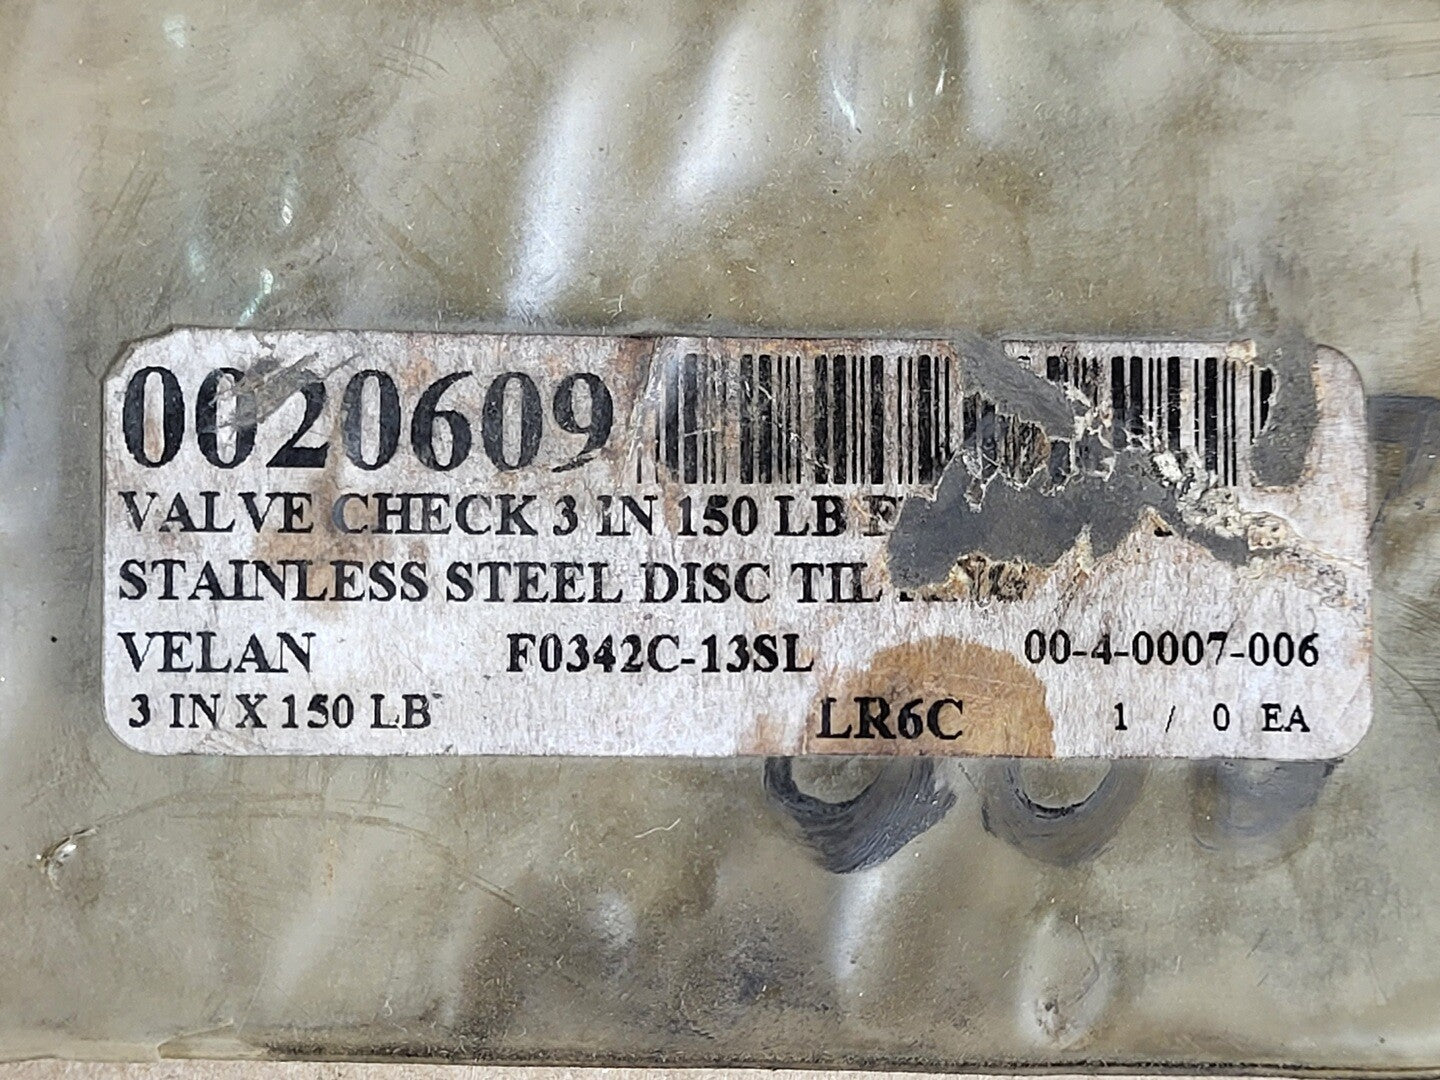 0020609
VALVE CHECK 3 IN 150 LB
STAINLESS STEEL DISC
VELAN F0342C-13SL 00-4-0007-006
3 IN X 150 LB LR6C 1 / 0 EA